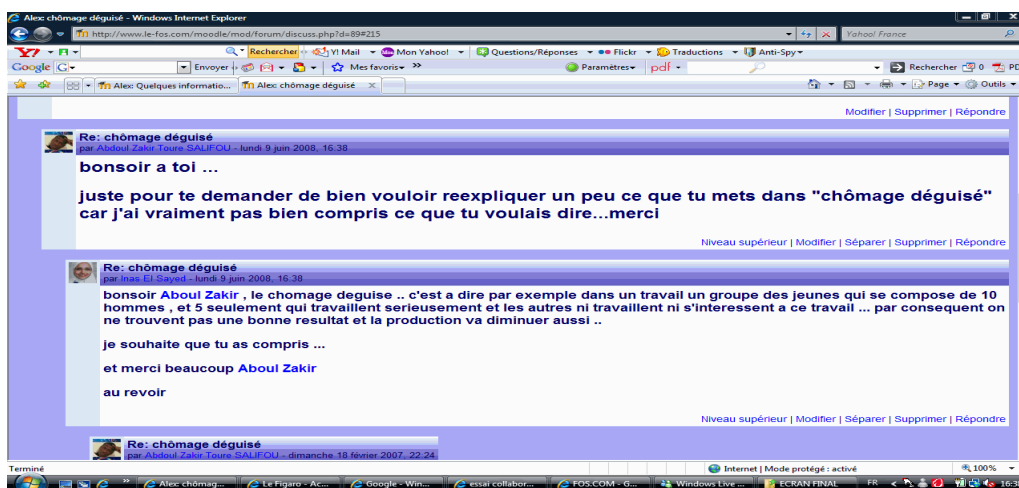 Alex: chômage déguisé - Windows Internet Explorer
http://www.le-fos.com/moodle/mod/forum/discuss.php?d=89#215
Yahoo! France
Rechercher Y! Mail Mon Yahoo! Questions/Réponses Flickr Traductions Anti-Spy
Google Envoyer Mes favoris Paramètres pdf Rechercher 0
Alex: Quelques informatio... Alex: chômage déguisé Page Outils
Modifier | Supprimer | Répondre
Re: chômage déguisé
par Abdoul Zakir Toure SALIFOU - lundi 9 juin 2008, 16:38
bonsoir a toi ...
juste pour te demander de bien vouloir reexpliquer un peu ce que tu mets dans "chômage déguisé"
car j'ai vraiment pas bien compris ce que tu voulais dire...merci
Niveau supérieur | Modifier | Séparer | Supprimer | Répondre
Re: chômage déguisé
par Inas El Sayed - lundi 9 juin 2008, 16:38
bonsoir Aboul Zakir , le chomage deguise .. c'est a dire par exemple dans un travail un groupe des jeunes qui se compose de 10
hommes , et 5 seulement qui travaillent serieusement et les autres ni travaillent ni s'interessent a ce travail ... par consequent on
ne trouvent pas une bonne resultat et la production va diminuer aussi ..
je souhaite que tu as compris ...
et merci beaucoup Aboul Zakir
au revoir
Niveau supérieur | Modifier | Séparer | Supprimer | Répondre
Re: chômage déguisé
par Abdoul Zakir Toure SALIFOU - dimanche 18 février 2007, 22:24
Terminé Internet | Mode protégé : activé 100%
Alex: chômag... Le Figaro - Ac... Google - Win... essai collabor... FOS.COM - G... Windows Live ... ECRAN FINAL FR